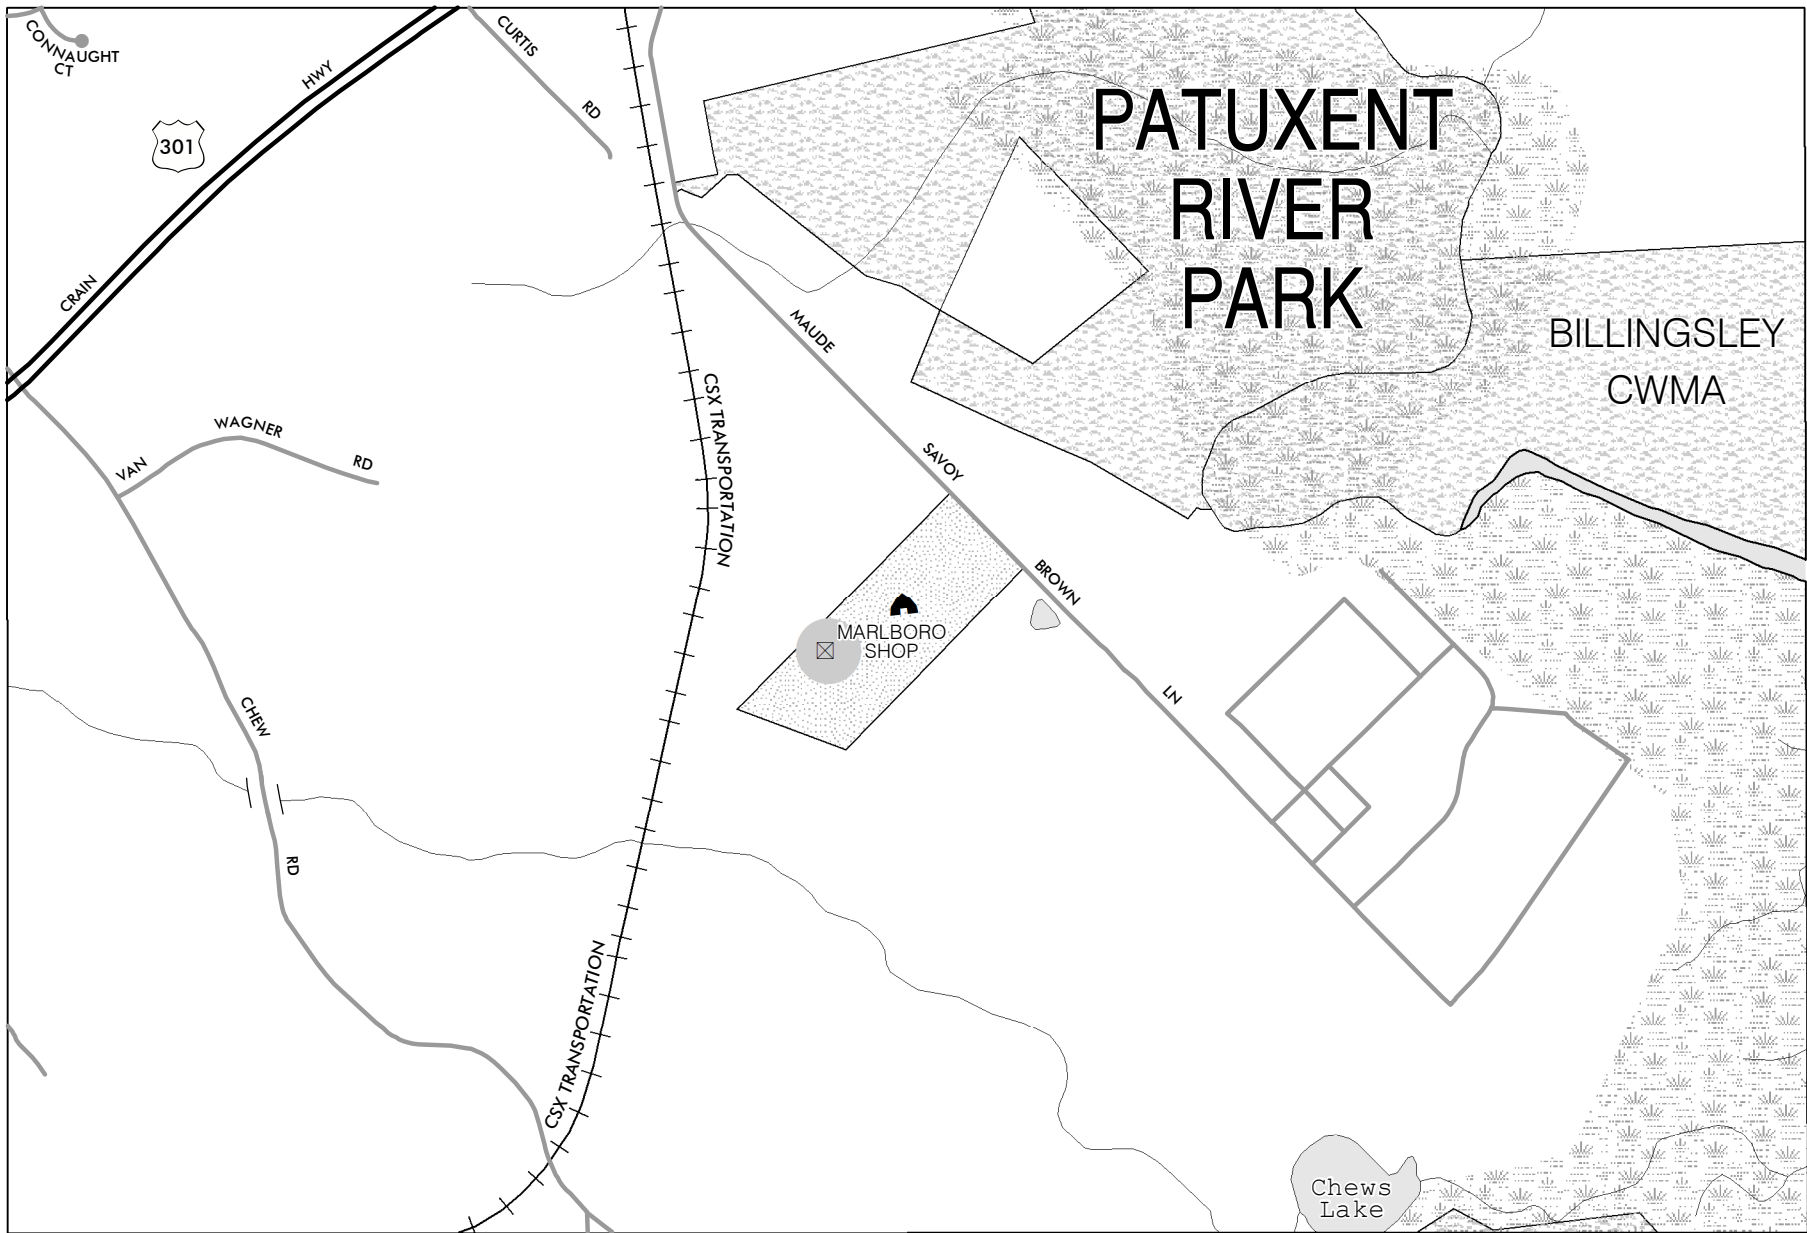 CONNAUGHT
CT
HWY
CURTIS
RD
301
CRAIN
PATUXENT
RIVER
PARK
MAUDE
BILLINGSLEY
CWMA
CSX TRANSPORTATION
WAGNER
VAN
RD
SAVOY
BROWN
MARLBORO
SHOP
LN
CHEW
RD
CSX TRANSPORTATION
Chews
Lake